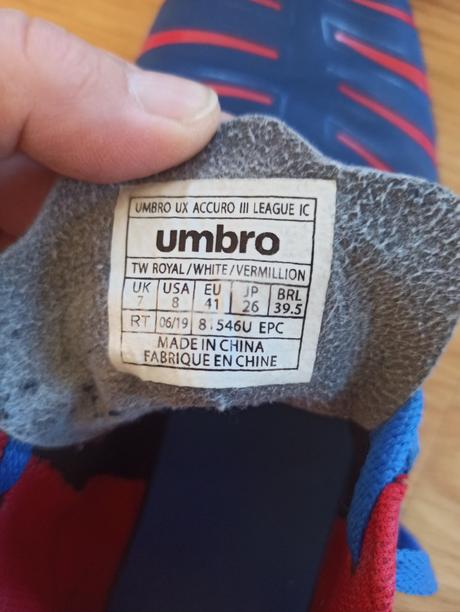 UMBRO UX ACCURO III LEAGUE IC
umbro
TW ROYAL/WHITE/VERMILLION
UK USA EU JP BRL
7 8 41 26 39.5
RT 06/19 EPC
MADE IN CHINA
FABRIQUE EN CHINE